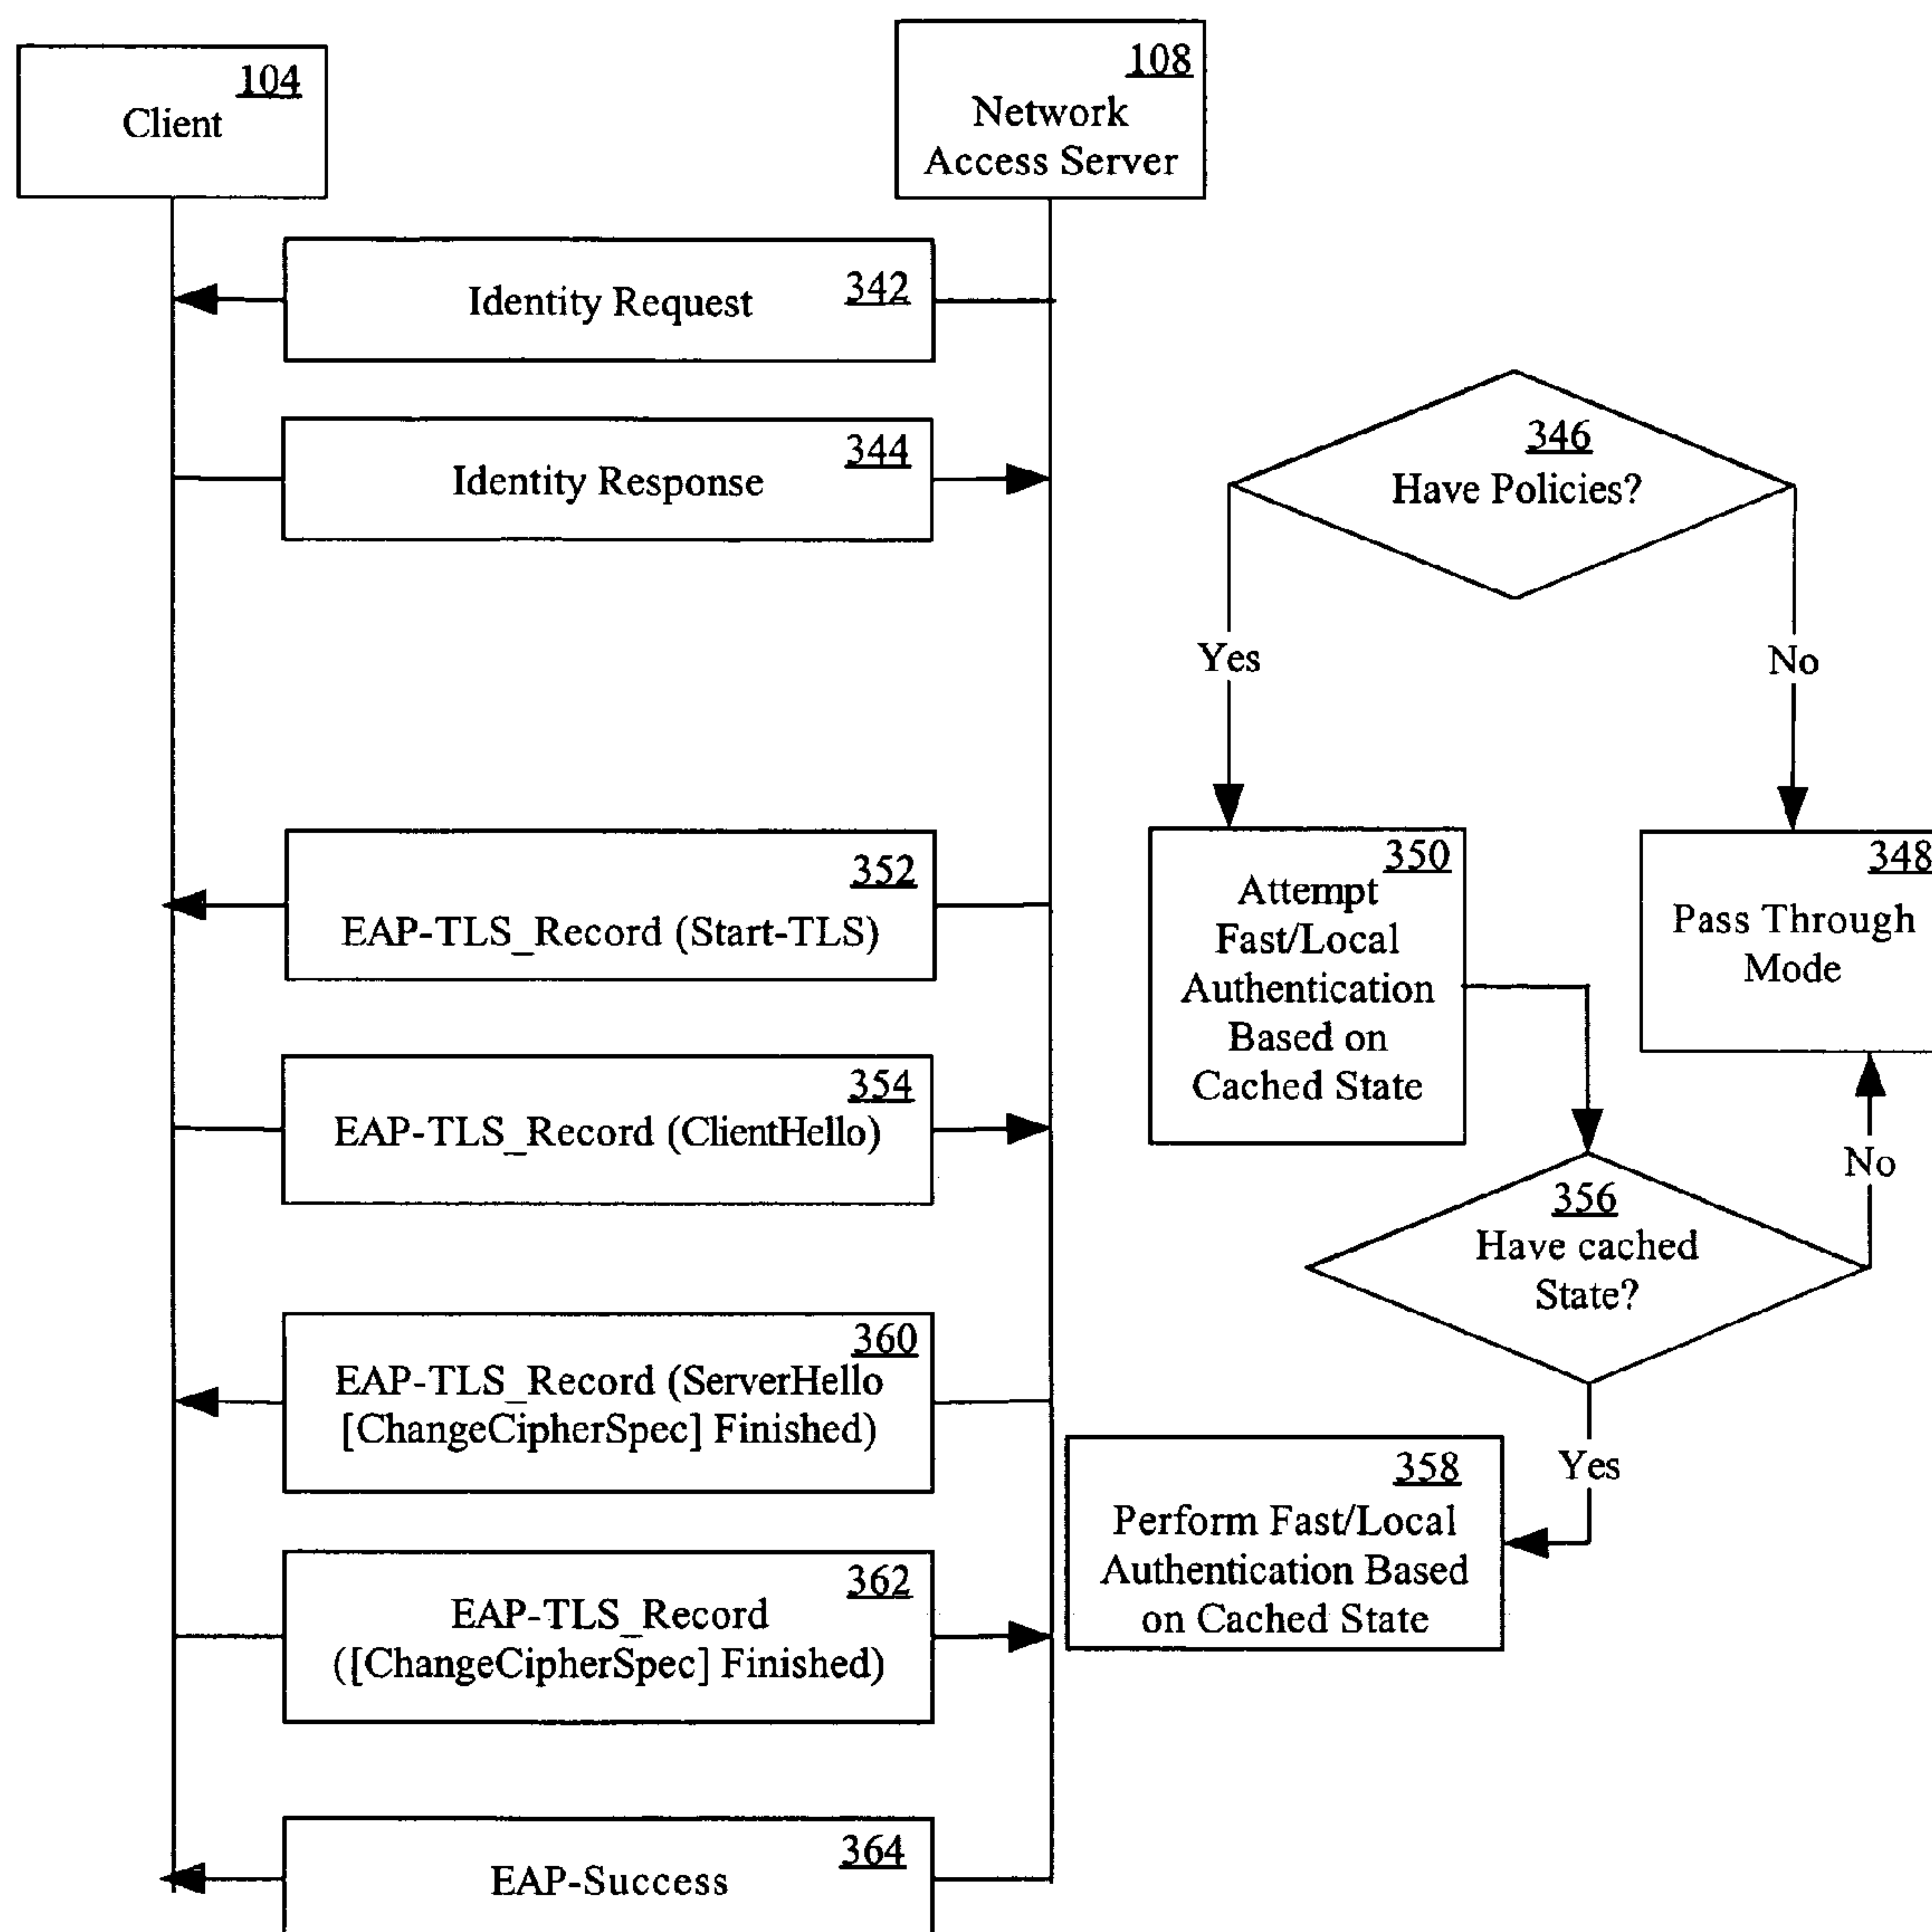 104
Client
108
Network
Access Server
342
Identity Request
344
Identity Response
346
Have Policies?
Yes
No
352
EAP-TLS_Record (Start-TLS)
350
Attempt
Fast/Local
Authentication
Based on
Cached State
348
Pass Through
Mode
354
EAP-TLS_Record (ClientHello)
356
Have cached
State?
No
Yes
360
EAP-TLS_Record (ServerHello
[ChangeCipherSpec] Finished)
358
Perform Fast/Local
Authentication Based
on Cached State
362
EAP-TLS_Record
([ChangeCipherSpec] Finished)
364
EAP-Success